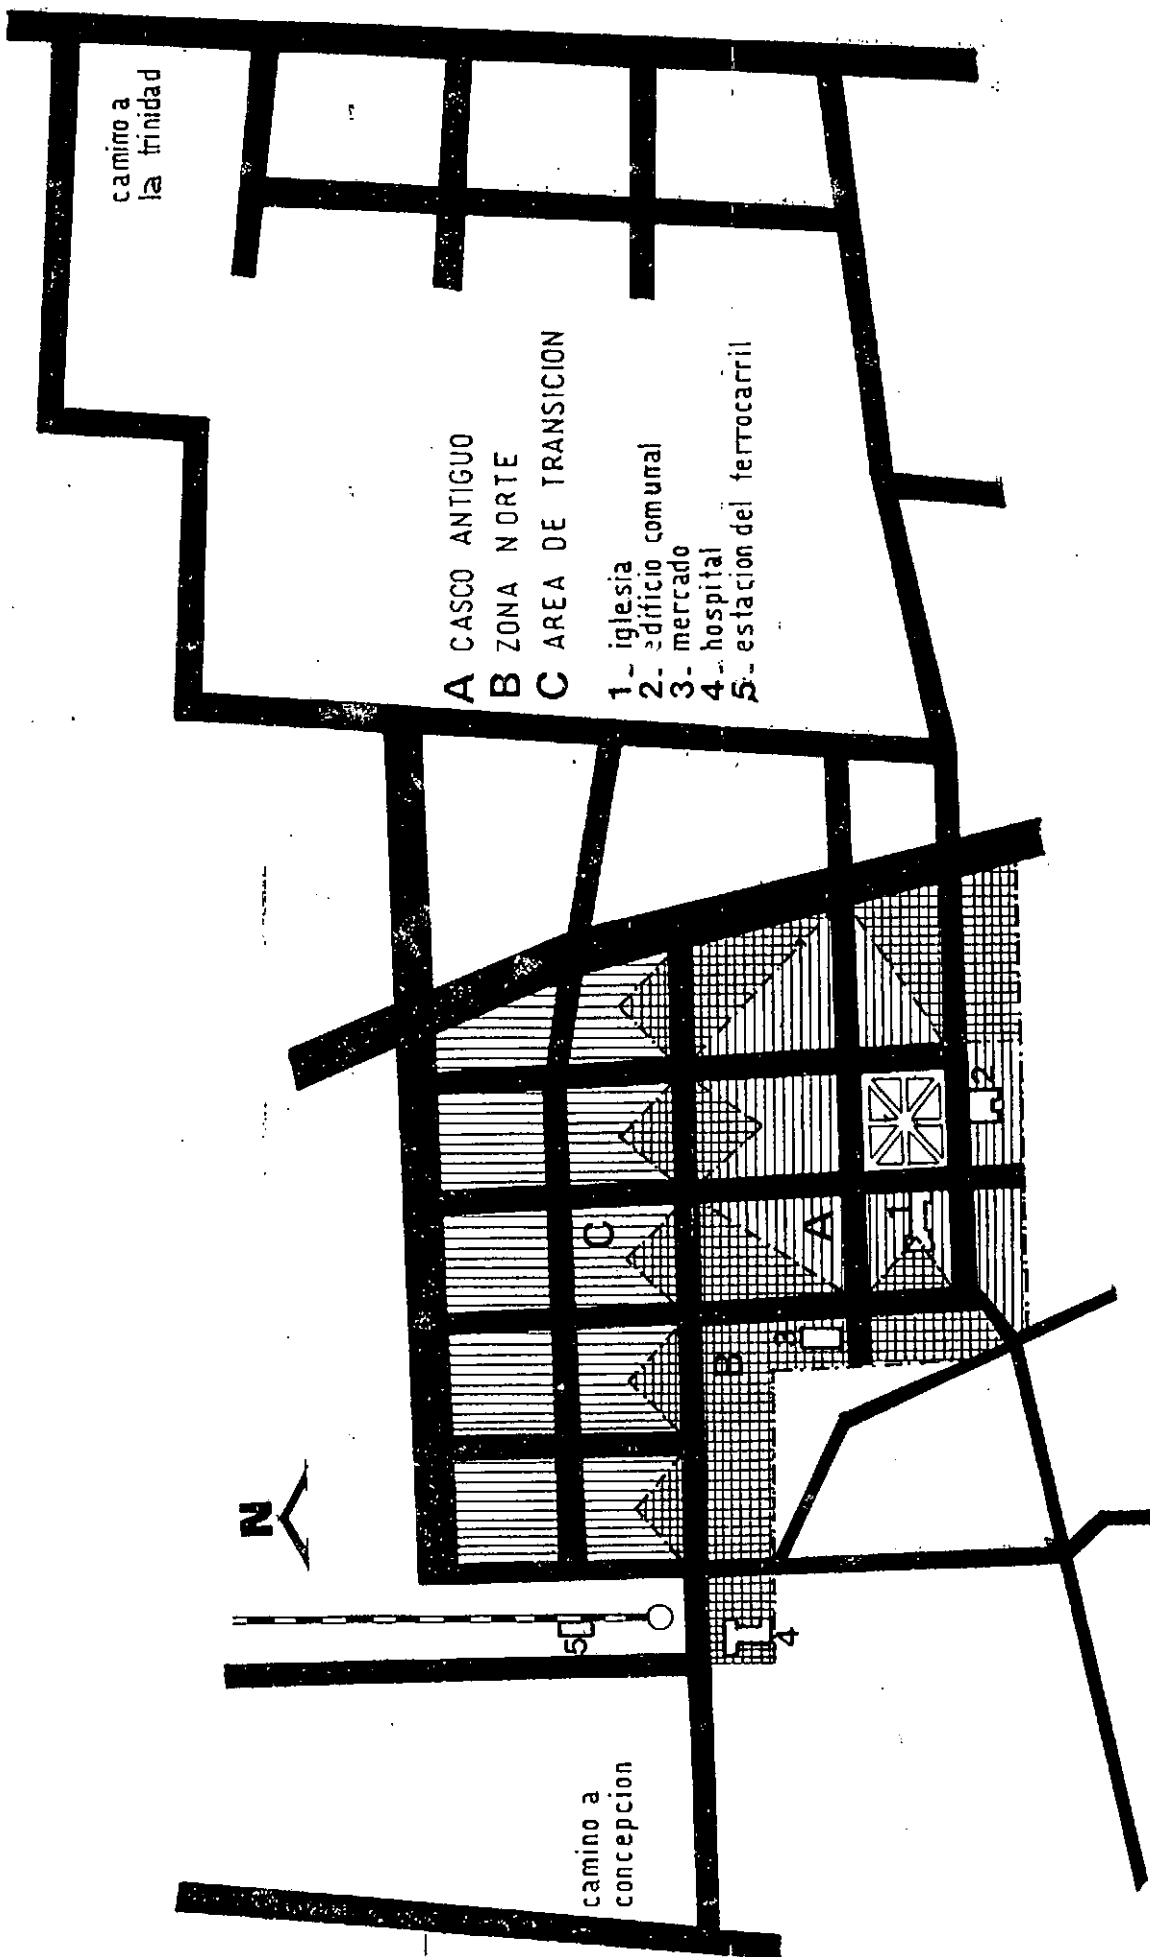 camino a
la trinidad
A CASCO ANTIGUO
B ZONA NORTE
C AREA DE TRANSICION
1- iglesia
2- edificio comunal
3- mercado
4- hospital
5- estacion del ferrocarril
N
C
A
B
1
2
3
4
5
camino a
concepcion